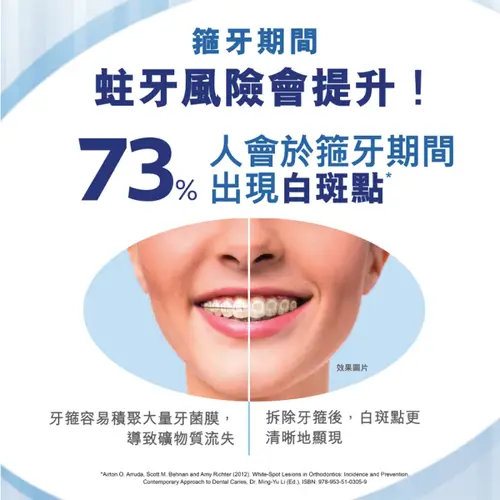 箍牙期間
蛀牙風險會提升！
73% 人會於箍牙期間
出現白斑點*
效果圖片
牙箍容易積聚大量牙菌膜，
導致礦物質流失
拆除牙箍後，白斑點更
清晰地顯現
*Airton O. Arruda, Scott M. Behnan and Amy Richter (2012). White-Spot Lesions in Orthodontics: Incidence and Prevention.
Contemporary Approach to Dental Caries, Dr. Ming-Yu Li (Ed.), ISBN: 978-953-51-0305-9